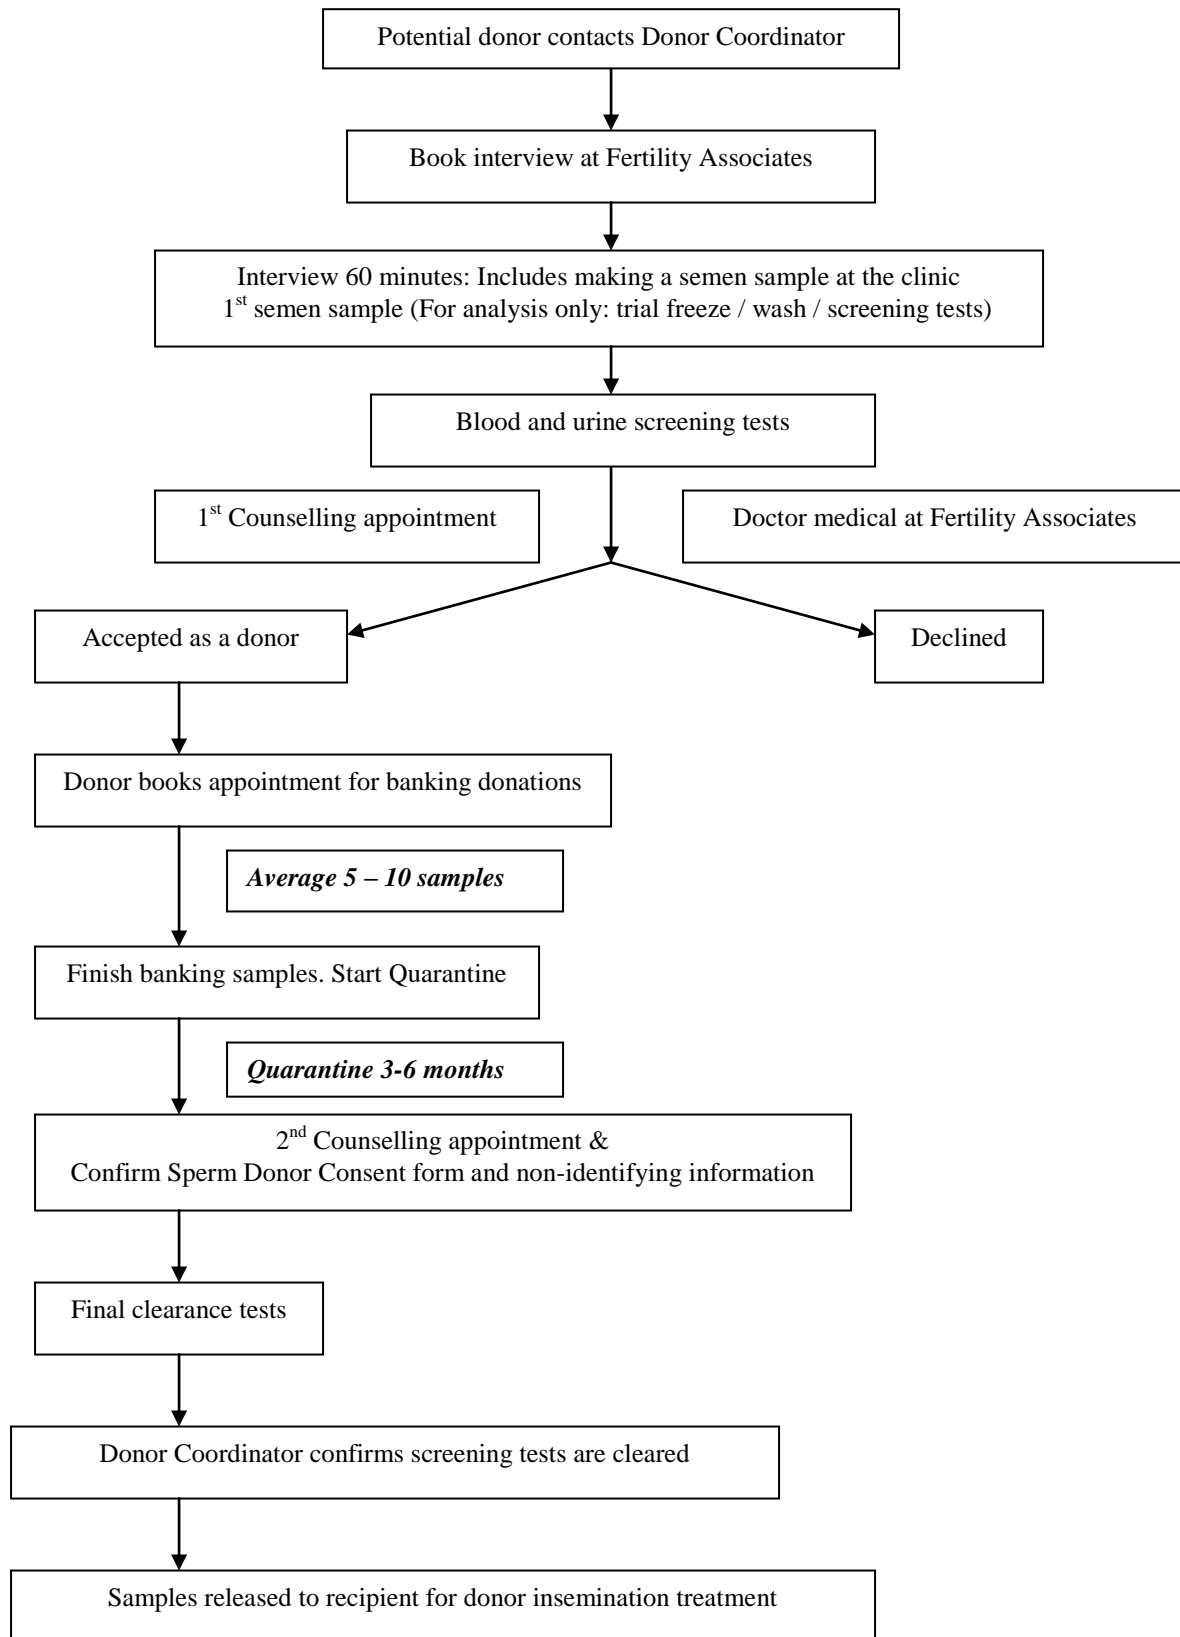 Potential donor contacts Donor Coordinator
Book interview at Fertility Associates
Interview 60 minutes: Includes making a semen sample at the clinic
1st semen sample (For analysis only: trial freeze / wash / screening tests)
Blood and urine screening tests
1st Counselling appointment
Doctor medical at Fertility Associates
Accepted as a donor
Declined
Donor books appointment for banking donations
Average 5 – 10 samples
Finish banking samples. Start Quarantine
Quarantine 3-6 months
2nd Counselling appointment &
Confirm Sperm Donor Consent form and non-identifying information
Final clearance tests
Donor Coordinator confirms screening tests are cleared
Samples released to recipient for donor insemination treatment